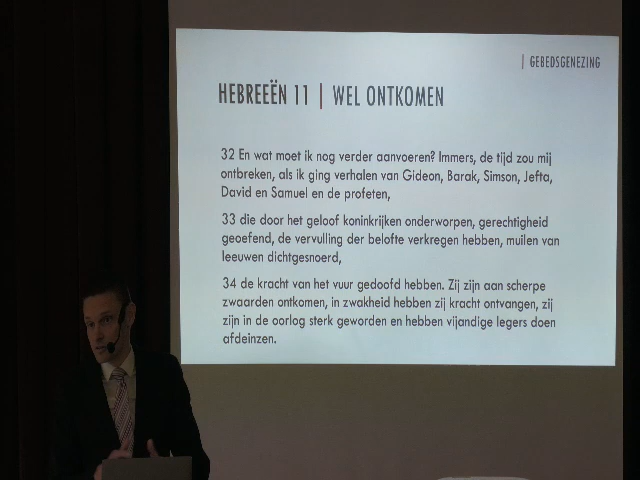 | GEBEDSGENEZING
HEBREEËN 11 | WEL ONTKOMEN
32 En wat moet ik nog verder aanvoeren? Immers, de tijd zou mij
ontbreken, als ik ging verhalen van Gideon, Barak, Simson, Jefta,
David en Samuel en de profeten,
33 die door het geloof koninkrijken onderworpen, gerechtigheid
geoefend, de vervulling der belofte verkregen hebben, muilen van
leeuwen dichtgesnoerd,
34 de kracht van het vuur gedoofd hebben. Zij zijn aan scherpe
zwaarden ontkomen, in zwakheid hebben zij kracht ontvangen, zij
zijn in de oorlog sterk geworden en hebben vijandige legers doen
afdeinzen.